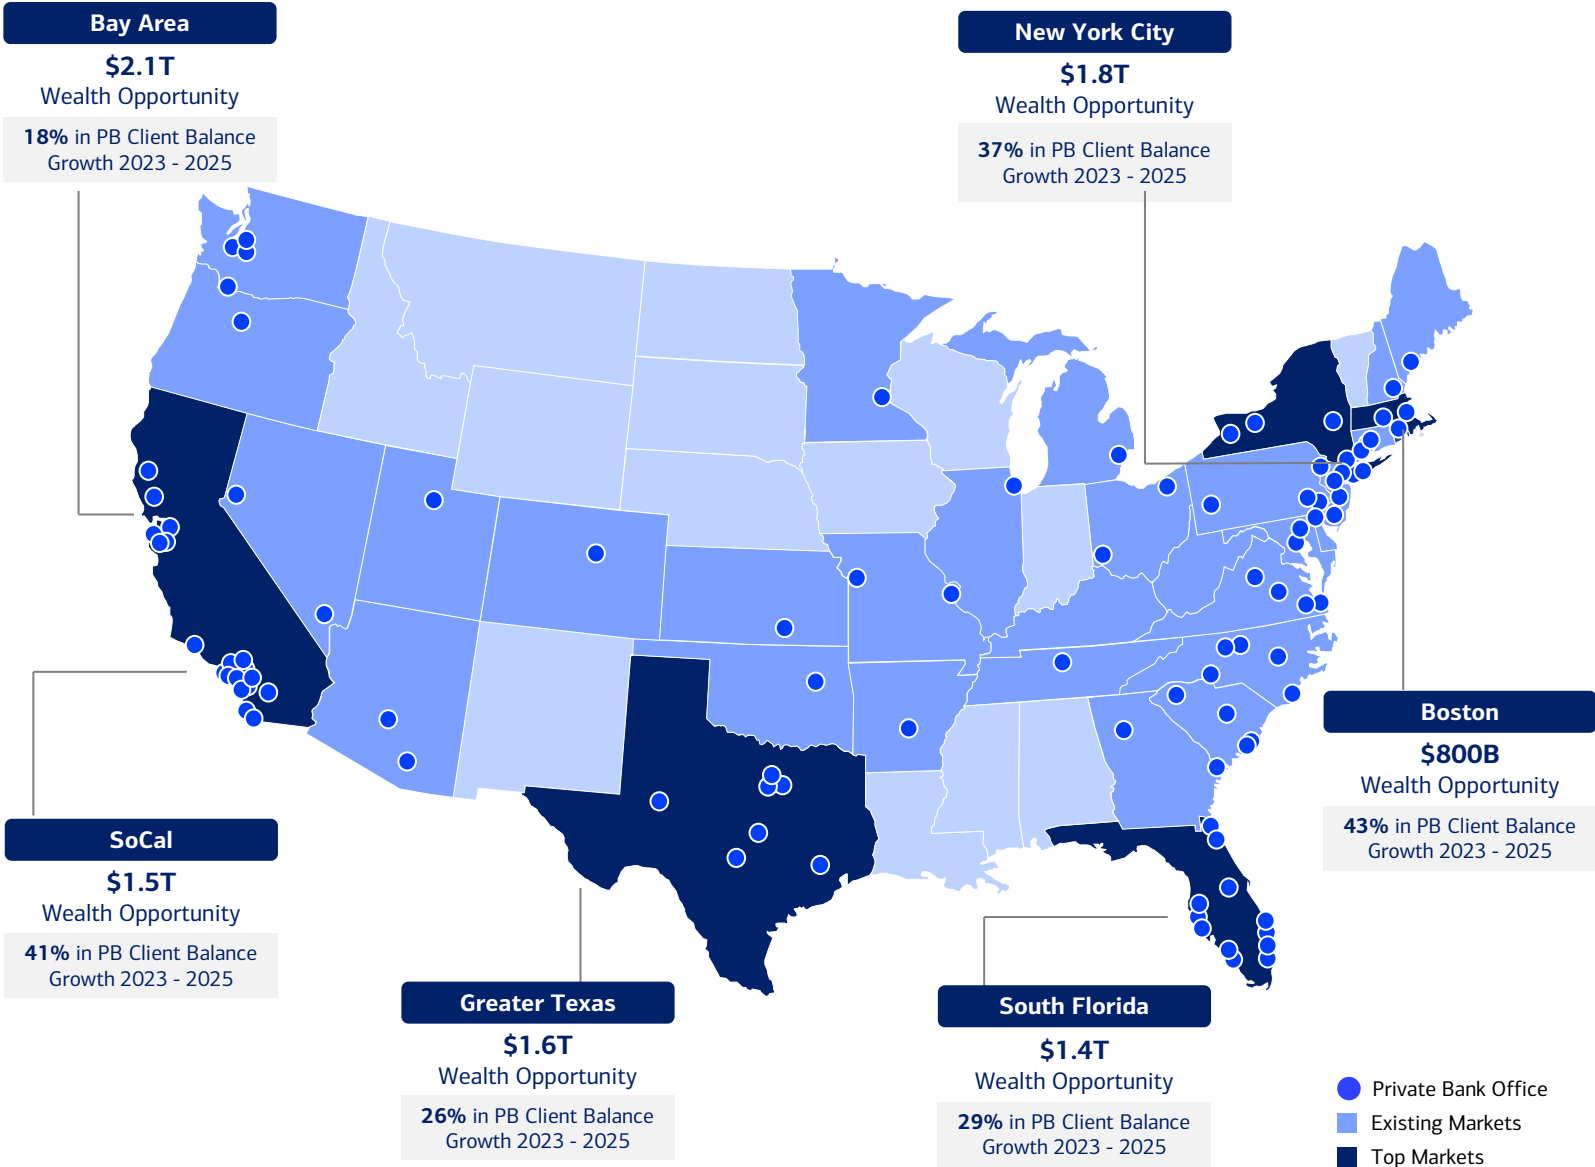 Bay Area
$2.1T
Wealth Opportunity
18% in PB Client Balance
Growth 2023 - 2025
New York City
$1.8T
Wealth Opportunity
37% in PB Client Balance
Growth 2023 - 2025
Boston
$800B
Wealth Opportunity
43% in PB Client Balance
Growth 2023 - 2025
SoCal
$1.5T
Wealth Opportunity
41% in PB Client Balance
Growth 2023 - 2025
Greater Texas
$1.6T
Wealth Opportunity
26% in PB Client Balance
Growth 2023 - 2025
South Florida
$1.4T
Wealth Opportunity
29% in PB Client Balance
Growth 2023 - 2025
Private Bank Office
Existing Markets
Top Markets